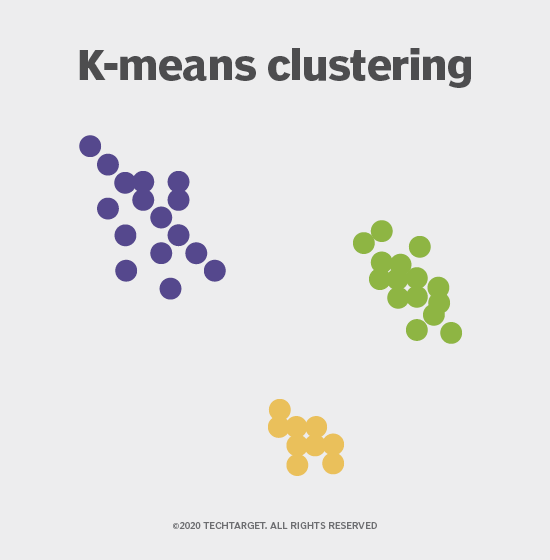 K-means clustering
©2020 TECHTARGET. ALL RIGHTS RESERVED